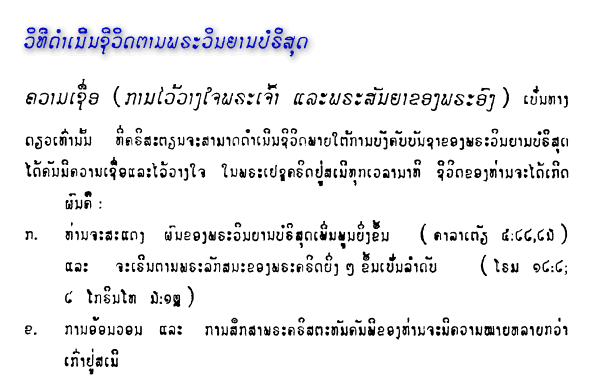 ວິທີດຳເນີນຊີວິດຕາມພຣະວິນຍານບໍຣິສຸດ
ຄວາມເຊື່ອ (ການໄວ້ວາງໃຈພຣະເຈົ້າ ແລະພຣະສັນຍາຂອງພຣະອົງ) ເປັນທາງ
ດຽວເທົ່ານັ້ນ ທີ່ຄຣິສະຕຽນຈະສາມາດດຳເນີນຊີວິດພາຍໃຕ້ການບັງຄັບບັນຊາຂອງພຣະວິນຍານບໍຣິສຸດ
ໄດ້ຄັນມີຄວາມເຊື່ອແລະໄວ້ວາງໃຈ ໃນພຣະເຢຊູຄຣິດຢູ່ສເມີທຸກເວລານາທີ ຊີວິດຂອງທ່ານຈະໄດ້ເກີດ
ຜົນຄື :
ກ. ທ່ານຈະສະແດງ ຜົນຂອງພຣະວິນຍານບໍຣິສຸດເພີ່ມພູນຍິ່ງຂຶ້ນ ( ຄາລາເຕັຽ ໕:໒໒,໒໓ )
ແລະ ຈະເຣີນຕາມພຣະລັກສນະຂອງພຣະຄຣິດຍິ່ງ ໆ ຂຶ້ນເປັນລຳດັບ ( ໂຣມ ໑໒:໒;
໒ ໂກຣິນໂທ ໓:໑໘ )
ຂ. ການອ້ອນວອນ ແລະ ການສຶກສາພຣະຄຣິສຕະທັມຄັມພີຂອງທ່ານຈະມີຄວາມໝາຍຫລາຍກວ່າ
ເກົ່າຢູ່ສເມີ